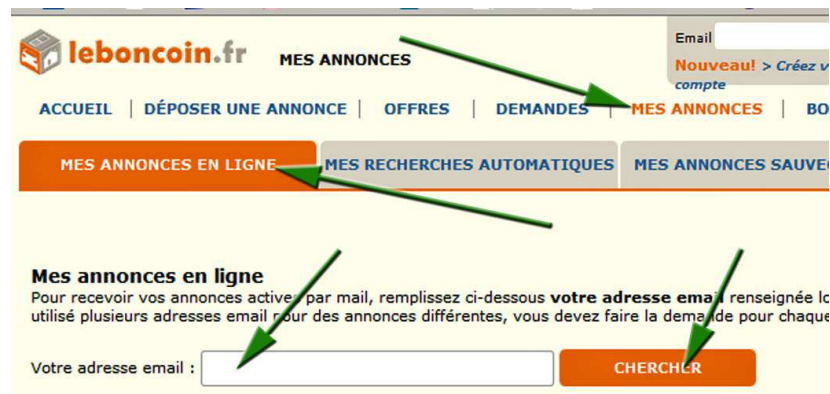 Email
leboncoin.fr MES ANNONCES
Nouveau! > Créez v
compte
ACCUEIL | DÉPOSER UNE ANNONCE | OFFRES | DEMANDES | MES ANNONCES | BO
MES ANNONCES EN LIGNE MES RECHERCHES AUTOMATIQUES MES ANNONCES SAUVE
Mes annonces en ligne
Pour recevoir vos annonces actives par mail, remplissez ci-dessous votre adresse email renseignée lo
utilisé plusieurs adresses email pour des annonces différentes, vous devez faire la demande pour chaque
Votre adresse email : CHERCHER